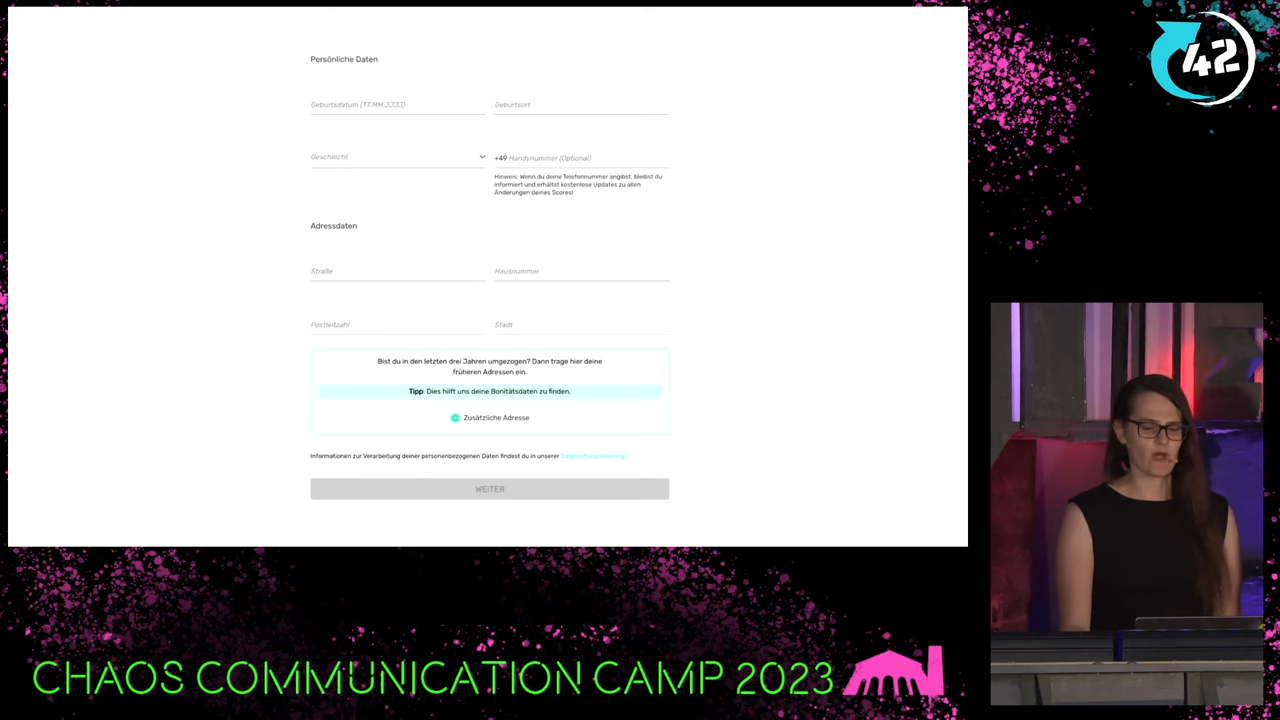 42
Persönliche Daten
Geburtsdatum (TT.MM.JJJJ) Geburtsort
Geschlecht +49 Handynummer (Optional)
Hinweis: Wenn du deine Telefonnummer angibst, bleibst du
informiert und erhältst kostenlose Updates zu allen
Änderungen deines Scores!
Adressdaten
Straße Hausnummer
Postleitzahl Stadt
Bist du in den letzten drei Jahren umgezogen? Dann trage hier deine
früheren Adressen ein.
Tipp: Dies hilft uns deine Bonitätsdaten zu finden.
Zusätzliche Adresse
Informationen zur Verarbeitung deiner personenbezogenen Daten findest du in unserer Datenschutzerklärung.
WEITER
CHAOS COMMUNICATION CAMP 2023